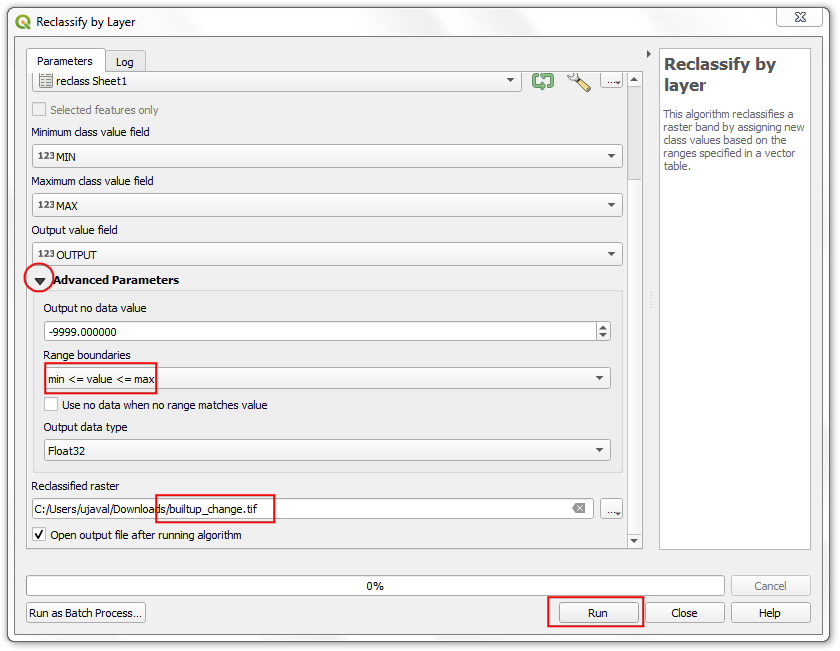 Reclassify by Layer
Parameters
Log
reclass Sheet1
...
Selected features only
Minimum class value field
123 MIN
Maximum class value field
123 MAX
Output value field
123 OUTPUT
Advanced Parameters
Output no data value
-9999.000000
Range boundaries
min <= value <= max
Use no data when no range matches value
Output data type
Float32
Reclassified raster
C:/Users/ujaval/Downloads/builtup_change.tif
...
Open output file after running algorithm
Reclassify by
layer
This algorithm reclassifies a
raster band by assigning new
class values based on the
ranges specified in a vector
table.
0%
Cancel
Run as Batch Process...
Run
Close
Help